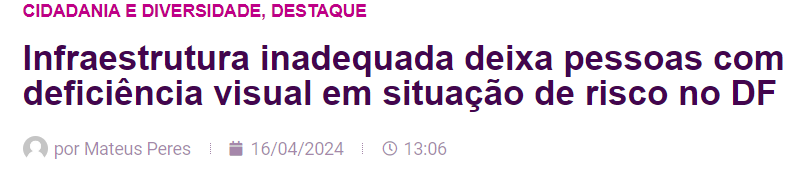 CIDADANIA E DIVERSIDADE, DESTAQUE
Infraestrutura inadequada deixa pessoas com
deficiência visual em situação de risco no DF
por Mateus Peres 16/04/2024 13:06